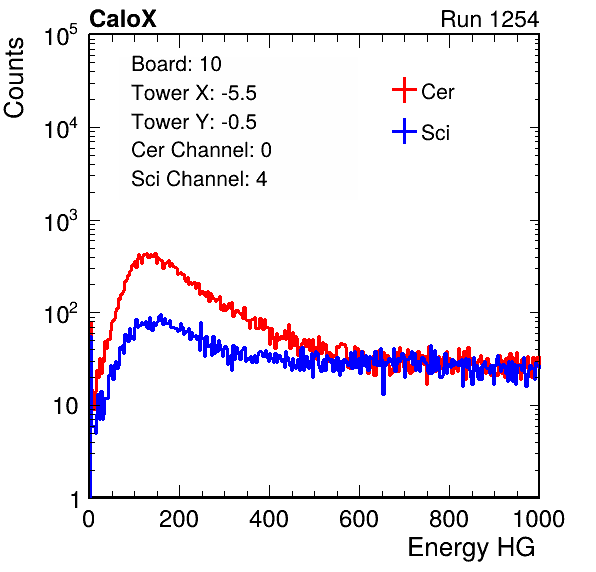 CaloX
Run 1254
Counts
10^5
10^4
10^3
10^2
10
1
Board: 10
Tower X: -5.5
Tower Y: -0.5
Cer Channel: 0
Sci Channel: 4
Cer
Sci
0 200 400 600 800 1000
Energy HG